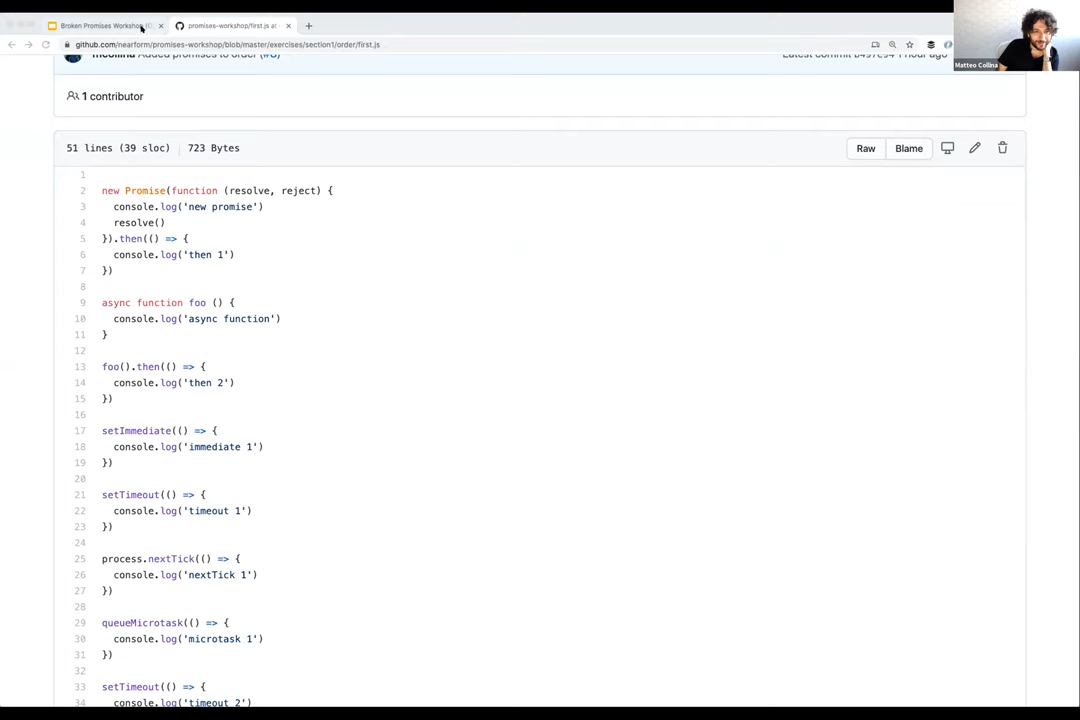 Broken Promises Workshop
promises-workshop/first.js at
github.com/nearform/promises-workshop/blob/master/exercises/section1/order/first.js
Matteo Collina
mcollina Added promises to order (#6)
Latest commit b497c94 1 hour ago
1 contributor
51 lines (39 sloc) 723 Bytes
Raw Blame
1
2 new Promise(function (resolve, reject) {
3 console.log('new promise')
4 resolve()
5 }).then(() => {
6 console.log('then 1')
7 })
8
9 async function foo () {
10 console.log('async function')
11 }
12
13 foo().then(() => {
14 console.log('then 2')
15 })
16
17 setImmediate(() => {
18 console.log('immediate 1')
19 })
20
21 setTimeout(() => {
22 console.log('timeout 1')
23 })
24
25 process.nextTick(() => {
26 console.log('nextTick 1')
27 })
28
29 queueMicrotask(() => {
30 console.log('microtask 1')
31 })
32
33 setTimeout(() => {
34 console.log('timeout 2')